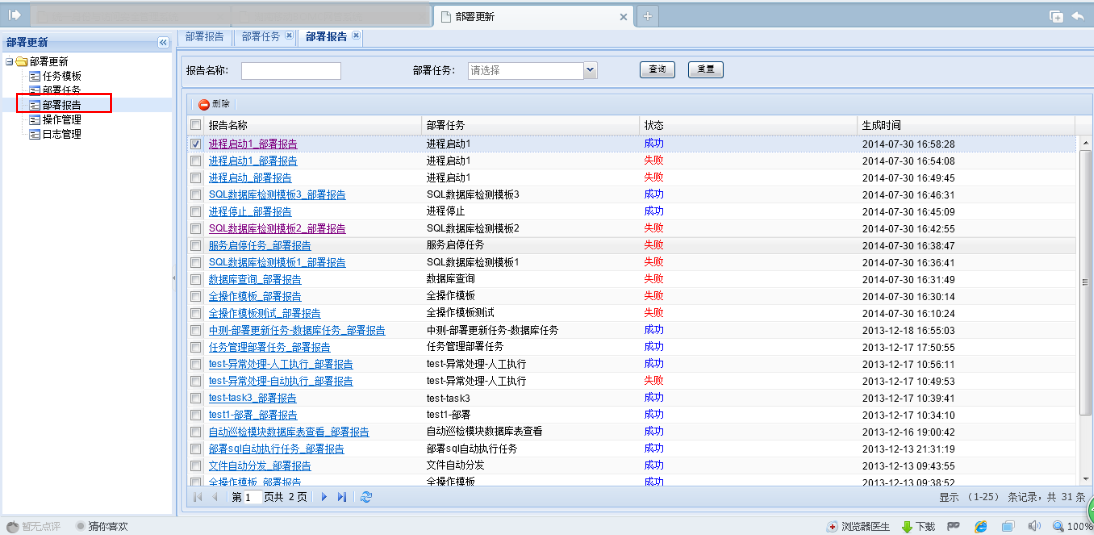 部署更新
部署更新
部署更新
任务模板
部署任务
部署报告
操作管理
日志管理
部署报告 部署任务 部署报告
报告名称: 部署任务: 请选择 查询 重置
删除
报告名称 部署任务 状态 生成时间
进程启动1_部署报告 进程启动1 成功 2014-07-30 16:58:28
进程启动1_部署报告 进程启动1 失败 2014-07-30 16:54:08
进程启动_部署报告 进程启动1 失败 2014-07-30 16:49:45
SQL数据库检测模板3_部署报告 SQL数据库检测模板3 成功 2014-07-30 16:46:31
进程停止_部署报告 进程停止 成功 2014-07-30 16:45:09
SQL数据库检测模板2_部署报告 SQL数据库检测模板2 失败 2014-07-30 16:42:55
服务启停任务_部署报告 服务启停任务 失败 2014-07-30 16:38:47
SQL数据库检测模板1_部署报告 SQL数据库检测模板1 失败 2014-07-30 16:36:41
数据库查询_部署报告 数据库查询 失败 2014-07-30 16:31:49
全操作模板_部署报告 全操作模板 失败 2014-07-30 16:30:14
全操作模板测试_部署报告 全操作模板测试 失败 2014-07-30 16:10:24
中测-部署更新任务-数据库任务_部署报告 中测-部署更新任务-数据库任务 成功 2013-12-18 16:55:03
任务管理部署任务_部署报告 任务管理部署任务 成功 2013-12-17 17:50:55
test-异常处理-人工执行_部署报告 test-异常处理-人工执行 成功 2013-12-17 10:56:11
test-异常处理-自动执行_部署报告 test-异常处理-人工执行 失败 2013-12-17 10:49:53
test-task3_部署报告 test-task3 成功 2013-12-17 10:39:41
test1-部署_部署报告 test1-部署 成功 2013-12-17 10:34:10
自动巡检模块数据库表查看_部署报告 自动巡检模块数据库表查看 成功 2013-12-16 19:00:42
部署sql自动执行任务_部署报告 部署sql自动执行任务 成功 2013-12-13 21:31:19
文件自动分发_部署报告 文件自动分发 成功 2013-12-13 09:43:55
全操作模板_部署报告 全操作模板 成功 2013-12-13 09:38:52
第 1 页共 2 页 显示 (1-25) 条记录，共 31 条
暂无点评 猜你喜欢 浏览器医生 下载 100%